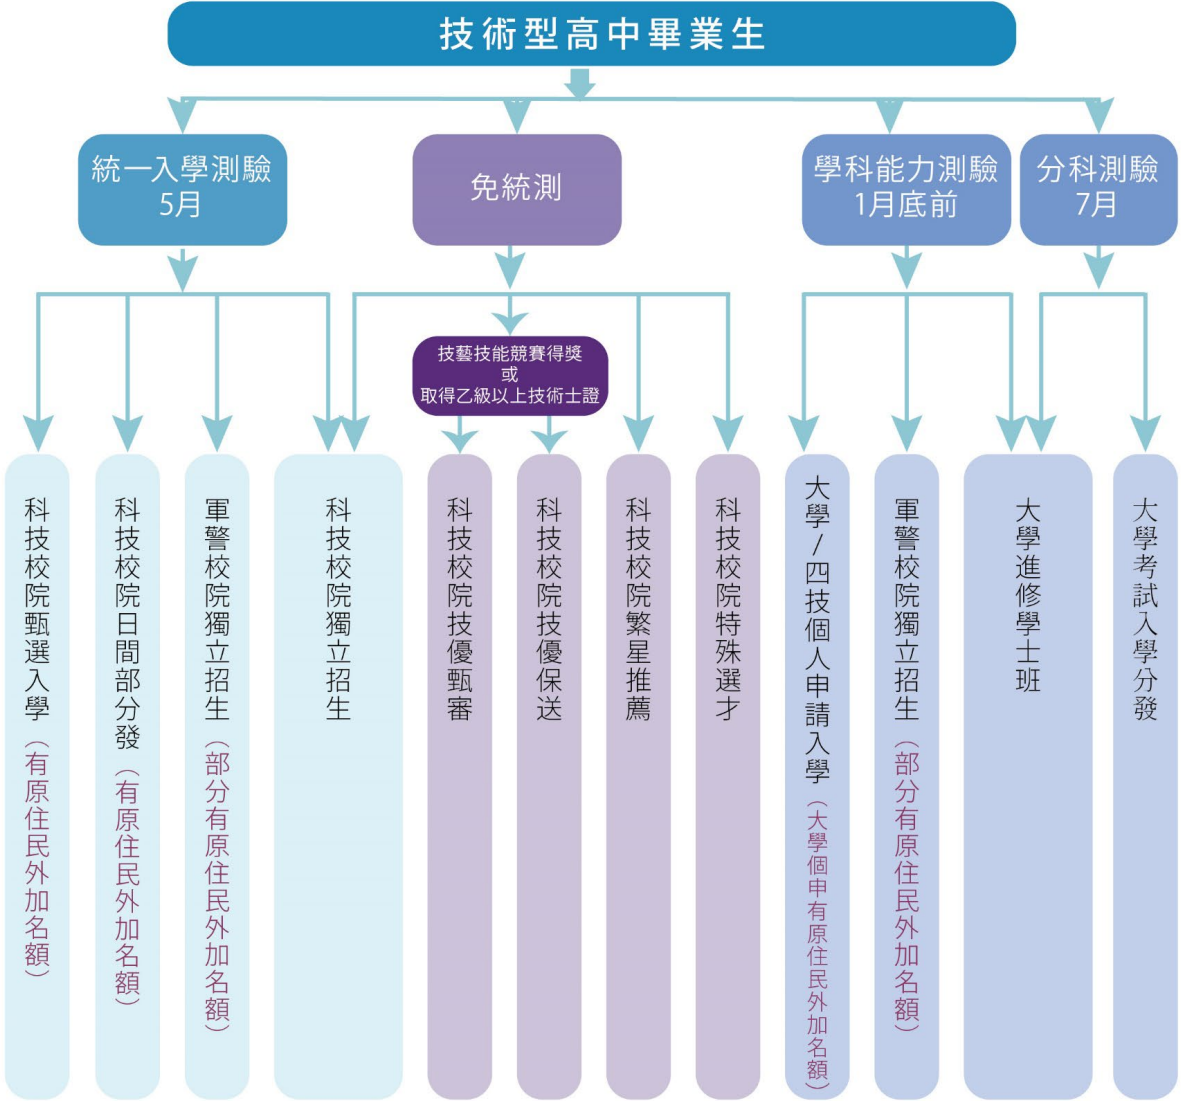 技術型高中畢業生
統一入學測驗
5月
免統測
學科能力測驗
1月底前
分科測驗
7月
技藝技能競賽得獎
或
取得乙級以上技術士證
科技校院甄選入學（有原住民外加名額）
科技校院日間部分發（有原住民外加名額）
軍警校院獨立招生（部分有原住民外加名額）
科技校院獨立招生
科技校院技優甄審
科技校院技優保送
科技校院繁星推薦
科技校院特殊選才
大學/四技個人申請入學（大學個申有原住民外加名額）
軍警校院獨立招生（部分有原住民外加名額）
大學進修學士班
大學考試入學分發